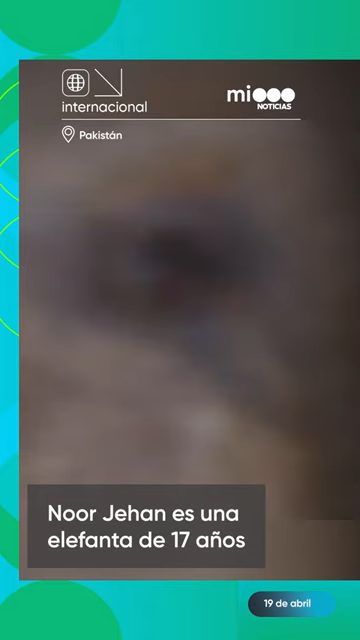 internacional
mi
NOTICIAS
Pakistán
Noor Jehan es una
elefanta de 17 años
19 de abril